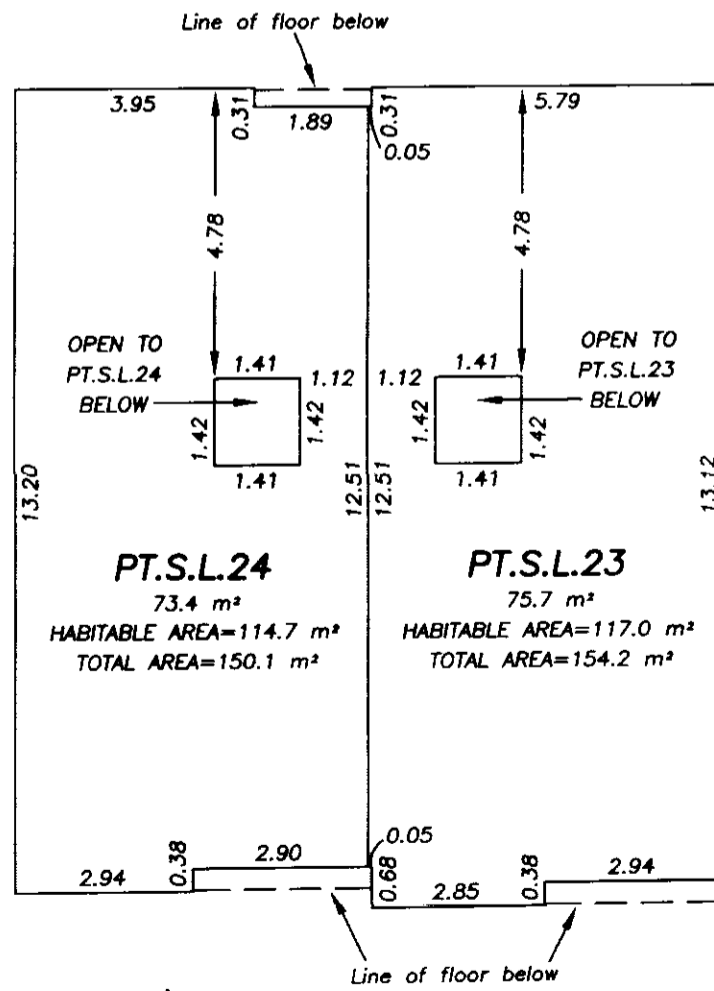 Line of floor below
3.95
0.31
1.89
0.31
5.79
0.05
4.78
4.78
OPEN TO
PT.S.L.24
BELOW
1.41
1.12
1.42
1.42
1.41
1.12
1.41
1.42
1.42
1.41
OPEN TO
PT.S.L.23
BELOW
13.20
12.51
12.51
13.12
PT.S.L.24
73.4 m²
HABITABLE AREA=114.7 m²
TOTAL AREA=150.1 m²
PT.S.L.23
75.7 m²
HABITABLE AREA=117.0 m²
TOTAL AREA=154.2 m²
2.94
0.38
2.90
0.05
0.68
2.85
0.38
2.94
Line of floor below